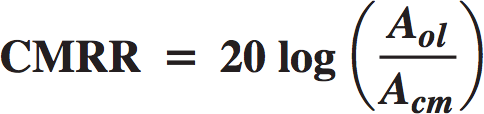 CMRR = 20 log (A_ol / A_cm)